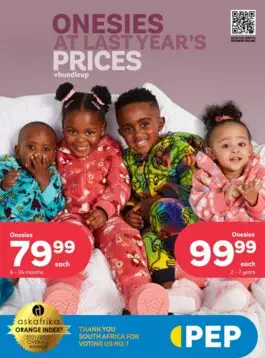 ONESIES
AT LAST YEAR'S
PRICES
#bundleup
Onesies
79.99
each
6 – 24 months
Onesies
99.99
each
2 – 7 years
askafrika
ORANGE INDEX®
THANK YOU
SOUTH AFRICA FOR
VOTING US NO. 1
PEP